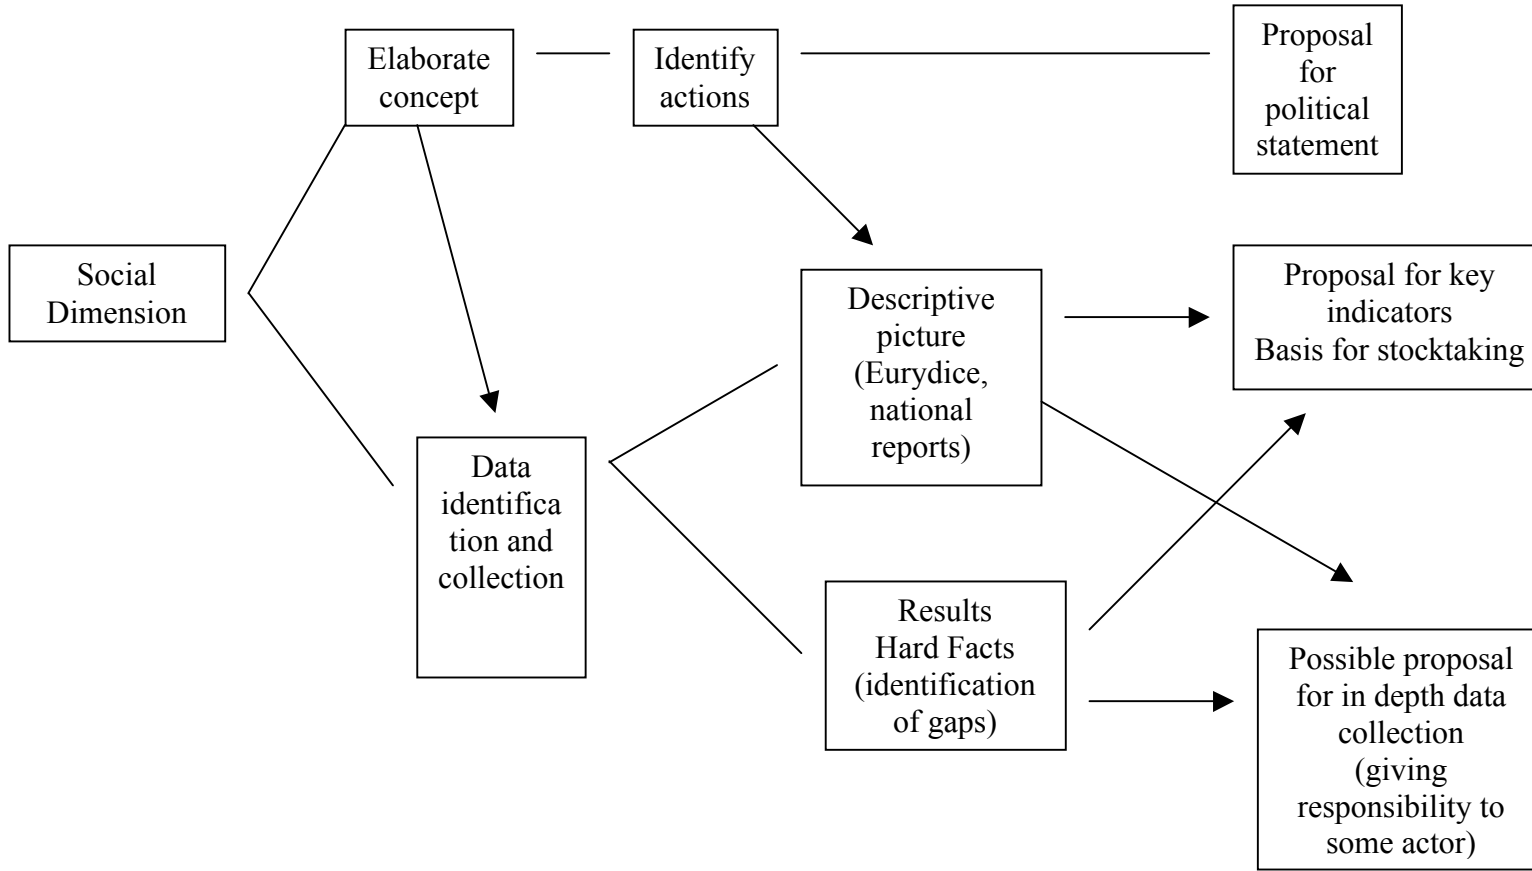 Elaborate
concept
Identify
actions
Proposal
for
political
statement
Social
Dimension
Descriptive
picture
(Eurydice,
national
reports)
Proposal for key
indicators
Basis for stocktaking
Data
identifica
tion and
collection
Results
Hard Facts
(identification
of gaps)
Possible proposal
for in depth data
collection
(giving
responsibility to
some actor)